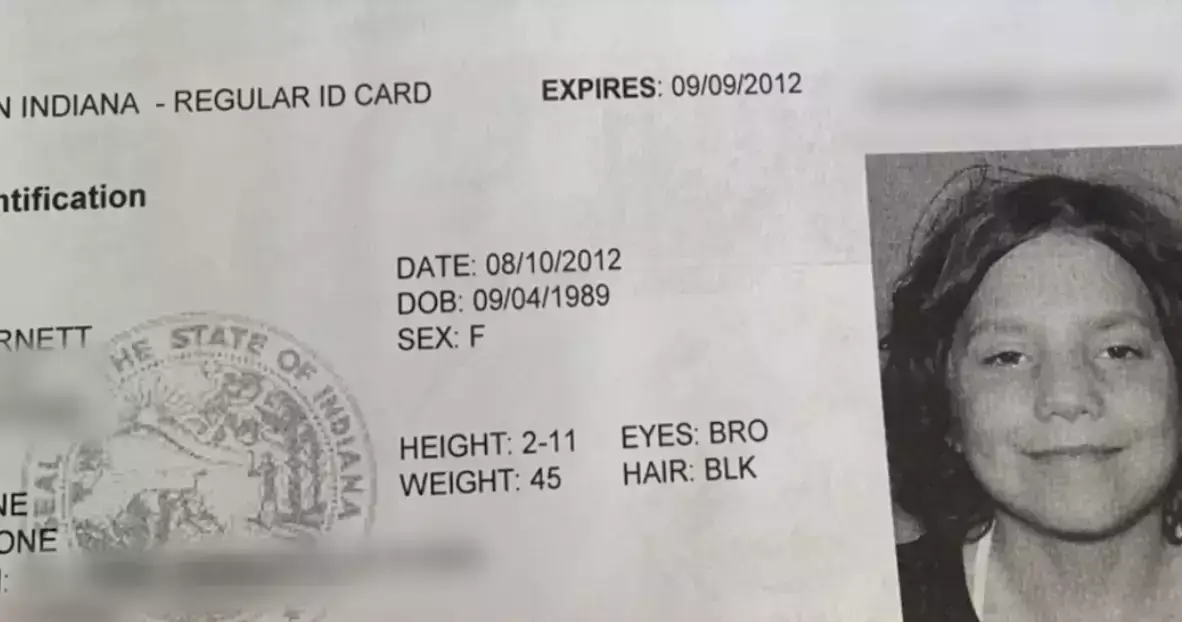 N INDIANA - REGULAR ID CARD EXPIRES: 09/09/2012
ntification
DATE: 08/10/2012
DOB: 09/04/1989
RNETT SEX: F
THE STATE OF INDIANA
SEAL
HEIGHT: 2-11 EYES: BRO
WEIGHT: 45 HAIR: BLK
NE
ONE
: